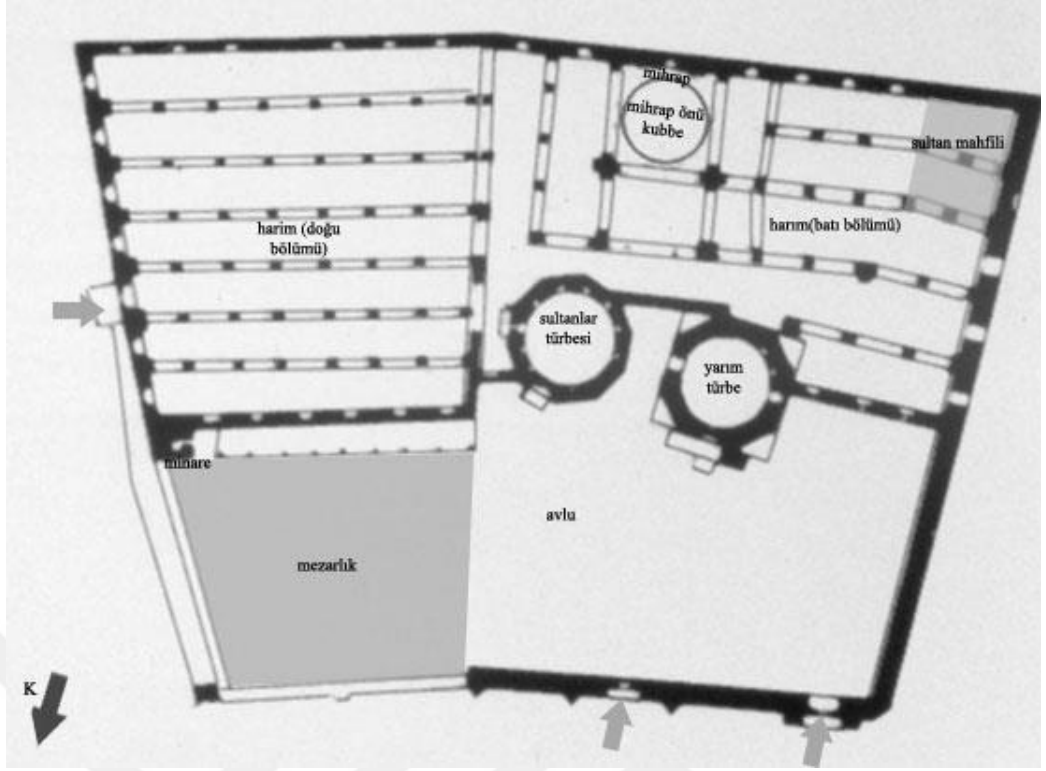 mihrap
mihrap önü
kubbe
sultan mahfili
harim (doğu
bölümü)
harım(batı bölümü)
sultanlar
türbesi
yarım
türbe
minare
avlu
mezarlık
K